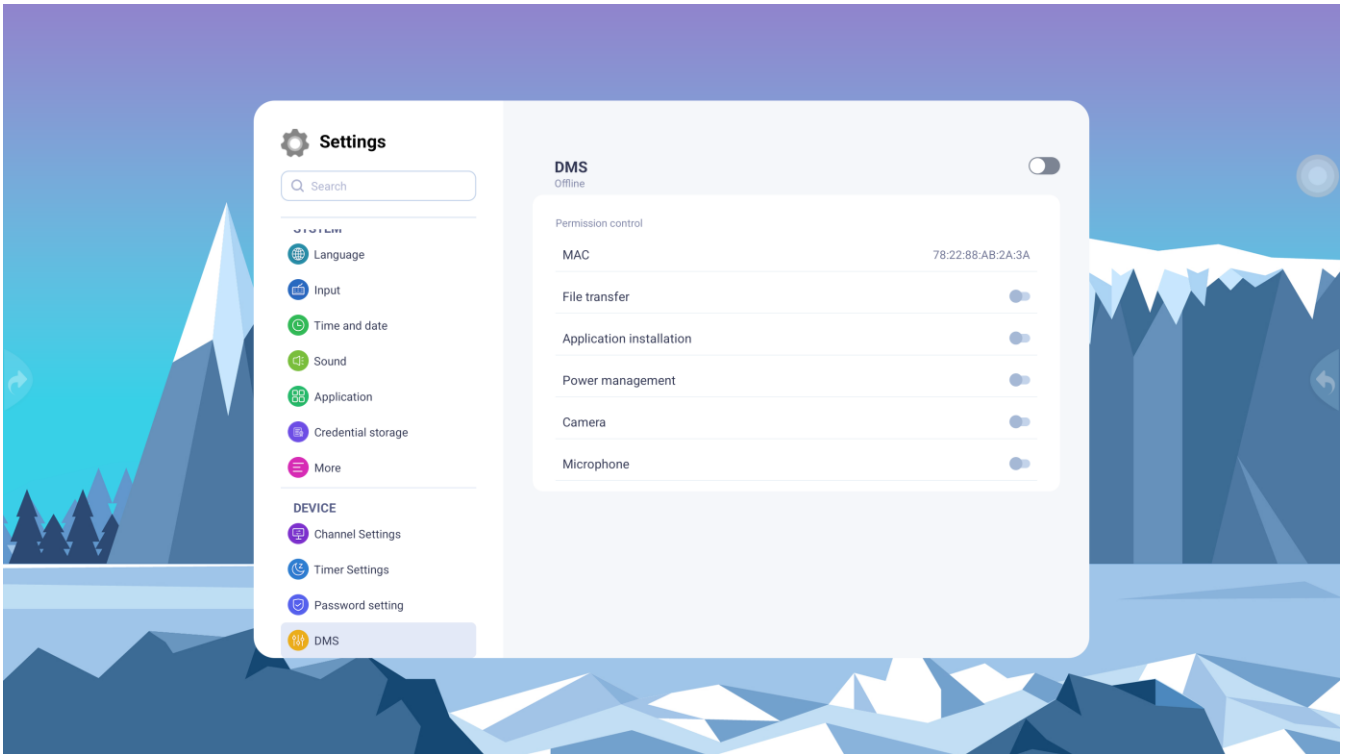 Settings
Search
SYSTEM
Language
Input
Time and date
Sound
Application
Credential storage
More
DEVICE
Channel Settings
Timer Settings
Password setting
DMS
DMS
Offline
Permission control
MAC 78:22:88:AB:2A:3A
File transfer
Application installation
Power management
Camera
Microphone